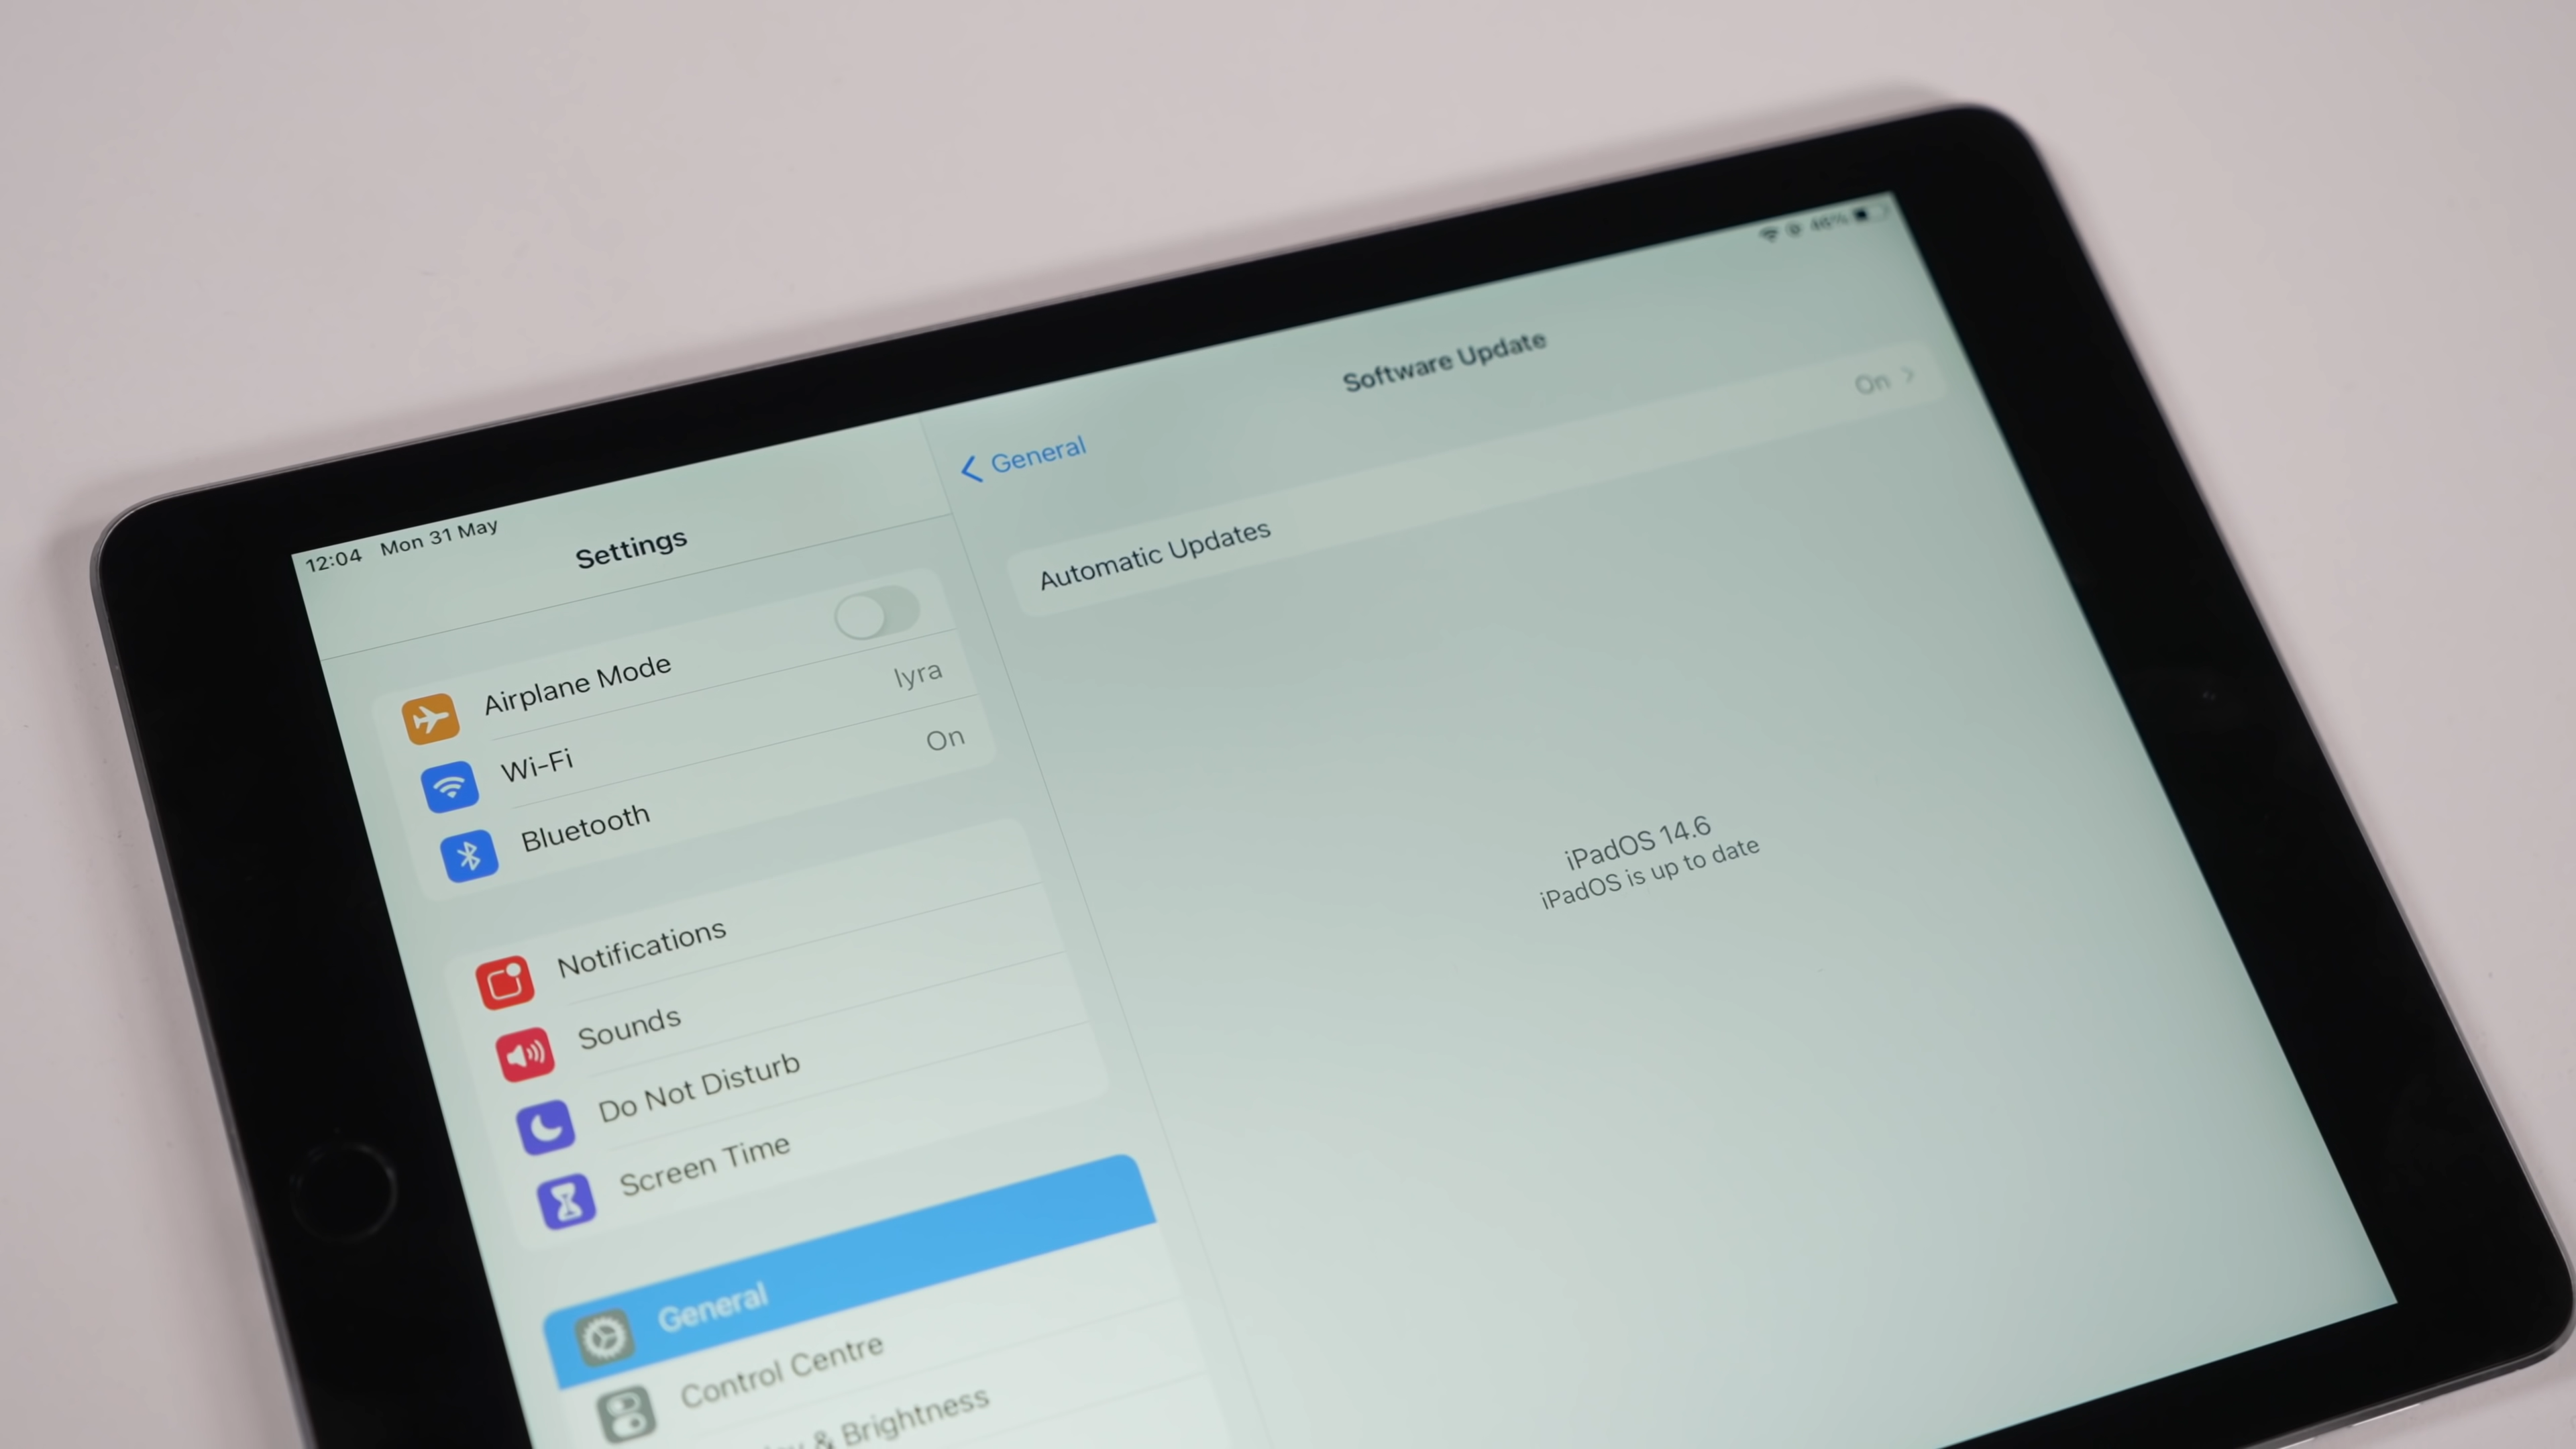 12:04 Mon 31 May
46%
Settings
Airplane Mode
Wi-Fi lyra
Bluetooth On
Notifications
Sounds
Do Not Disturb
Screen Time
General
Control Centre
& Brightness
Software Update
General
Automatic Updates On
iPadOS 14.6
iPadOS is up to date